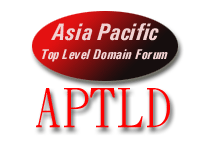 Asia Pacific
Top Level Domain Forum
APTLD